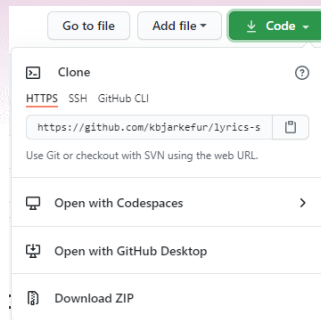 Go to file Add file Code
Clone
HTTPS SSH GitHub CLI
https://github.com/kbjarkefur/lyrics-s
Use Git or checkout with SVN using the web URL.
Open with Codespaces
Open with GitHub Desktop
Download ZIP